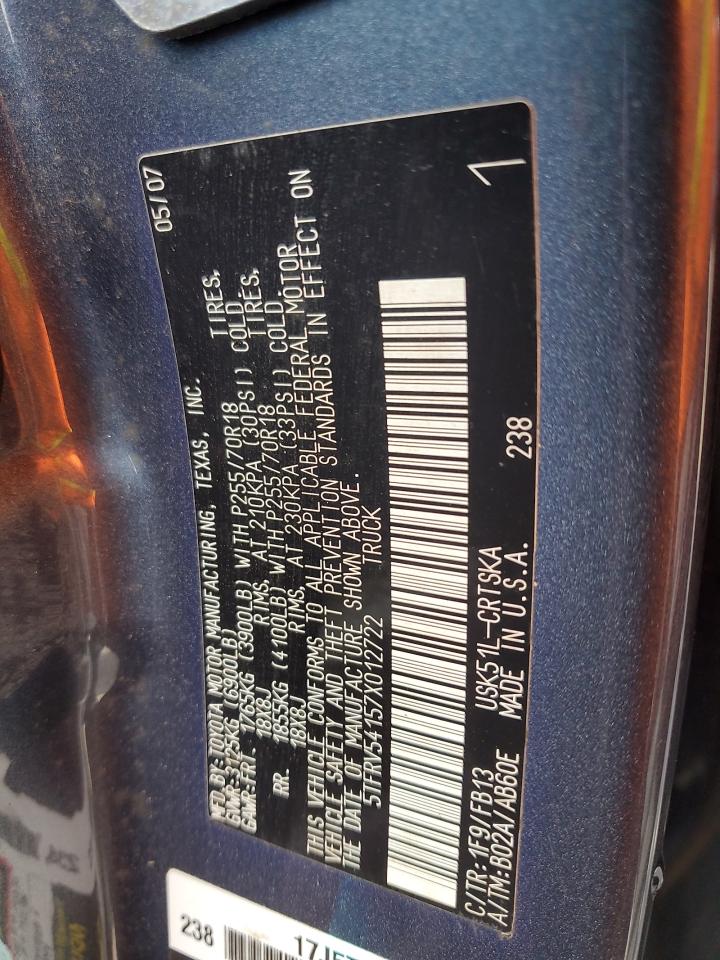 05/07
MFD.BY:TOYOTA MOTOR MANUFACTURING, TEXAS, INC.
GVWR:3125KG (6900LB)
GAWR:FRT. 1765KG (3900LB) WITH P255/70R18 TIRES,
18X8J RIMS, AT 210KPA (30PSI) COLD.
RR. 1855KG (4100LB) WITH P255/70R18 TIRES,
18X8J RIMS, AT 230KPA (33PSI) COLD.
THIS VEHICLE CONFORMS TO ALL APPLICABLE FEDERAL MOTOR
VEHICLE SAFETY AND THEFT PREVENTION STANDARDS IN EFFECT ON
THE DATE OF MANUFACTURE SHOWN ABOVE.
5TFRV54157X012722 TRUCK
USK51L-CRTSKA 238
C/TR:1F9/FB13
A/TM:B02A/AB60E MADE IN U.S.A.
238